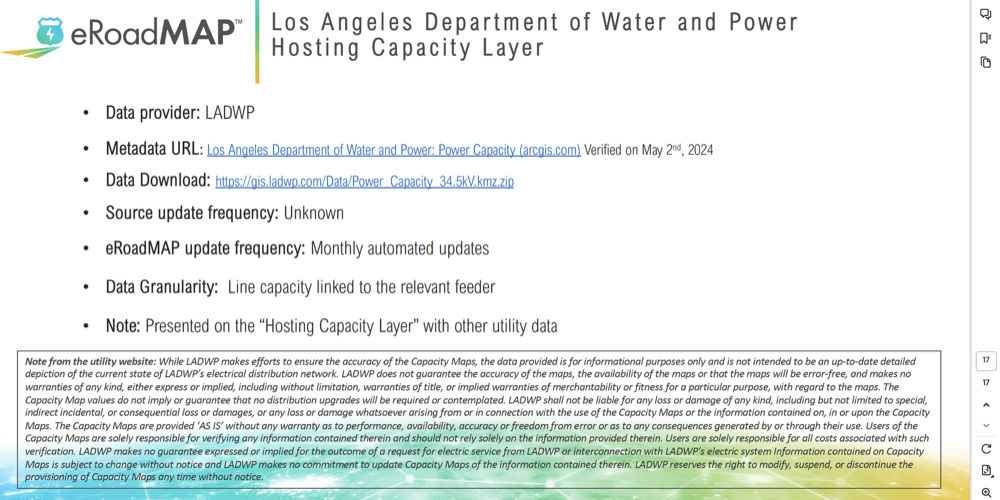 eRoadMAP™
Los Angeles Department of Water and Power
Hosting Capacity Layer
• Data provider: LADWP
• Metadata URL: Los Angeles Department of Water and Power: Power Capacity (arcgis.com) Verified on May 2nd, 2024
• Data Download: https://gis.ladwp.com/Data/Power_Capacity_34.5kV.kmz.zip
• Source update frequency: Unknown
• eRoadMAP update frequency: Monthly automated updates
• Data Granularity: Line capacity linked to the relevant feeder
• Note: Presented on the “Hosting Capacity Layer” with other utility data
Note from the utility website: While LADWP makes efforts to ensure the accuracy of the Capacity Maps, the data provided is for informational purposes only and is not intended to be an up-to-date detailed
depiction of the current state of LADWP’s electrical distribution network. LADWP does not guarantee the accuracy of the maps, the availability of the maps or that the maps will be error-free, and makes no
warranties of any kind, either express or implied, including without limitation, warranties of title, or implied warranties of merchantability or fitness for a particular purpose, with regard to the maps. The
Capacity Map values do not imply or guarantee that no distribution upgrades will be required or contemplated. LADWP shall not be liable for any loss or damage of any kind, including but not limited to special,
indirect incidental, or consequential loss or damages, or any loss or damage whatsoever arising from or in connection with the use of the Capacity Maps or the information contained on, in or upon the Capacity
Maps. The Capacity Maps are provided ‘AS IS’ without any warranty as to performance, availability, accuracy or freedom from error or as to any consequences generated by or through their use. Users of the
Capacity Maps are solely responsible for verifying any information contained therein and should not rely solely on the information provided therein. Users are solely responsible for all costs associated with such
verification. LADWP makes no guarantee expressed or implied for the outcome of a request for electric service from LADWP or interconnection with LADWP’s electric system Information contained on Capacity
Maps is subject to change without notice and LADWP makes no commitment to update Capacity Maps of the information contained therein. LADWP reserves the right to modify, suspend, or discontinue the
provisioning of Capacity Maps any time without notice.
17
17